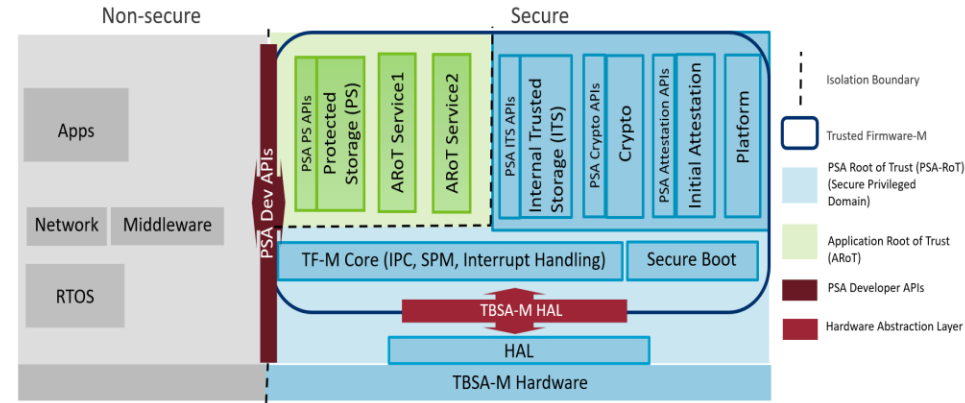 Non-secure
Secure
Apps
Network
Middleware
RTOS
PSA Dev APIs
PSA PS APIs
Protected
Storage (PS)
ARoT Service1
ARoT Service2
PSA ITS APIs
Internal Trusted
Storage (ITS)
PSA Crypto APIs
Crypto
PSA Attestation APIs
Initial Attestation
Platform
TF-M Core (IPC, SPM, Interrupt Handling)
Secure Boot
TBSA-M HAL
HAL
TBSA-M Hardware
Isolation Boundary
Trusted Firmware-M
PSA Root of Trust (PSA-RoT)
(Secure Privileged
Domain)
Application Root of Trust
(ARoT)
PSA Developer APIs
Hardware Abstraction Layer